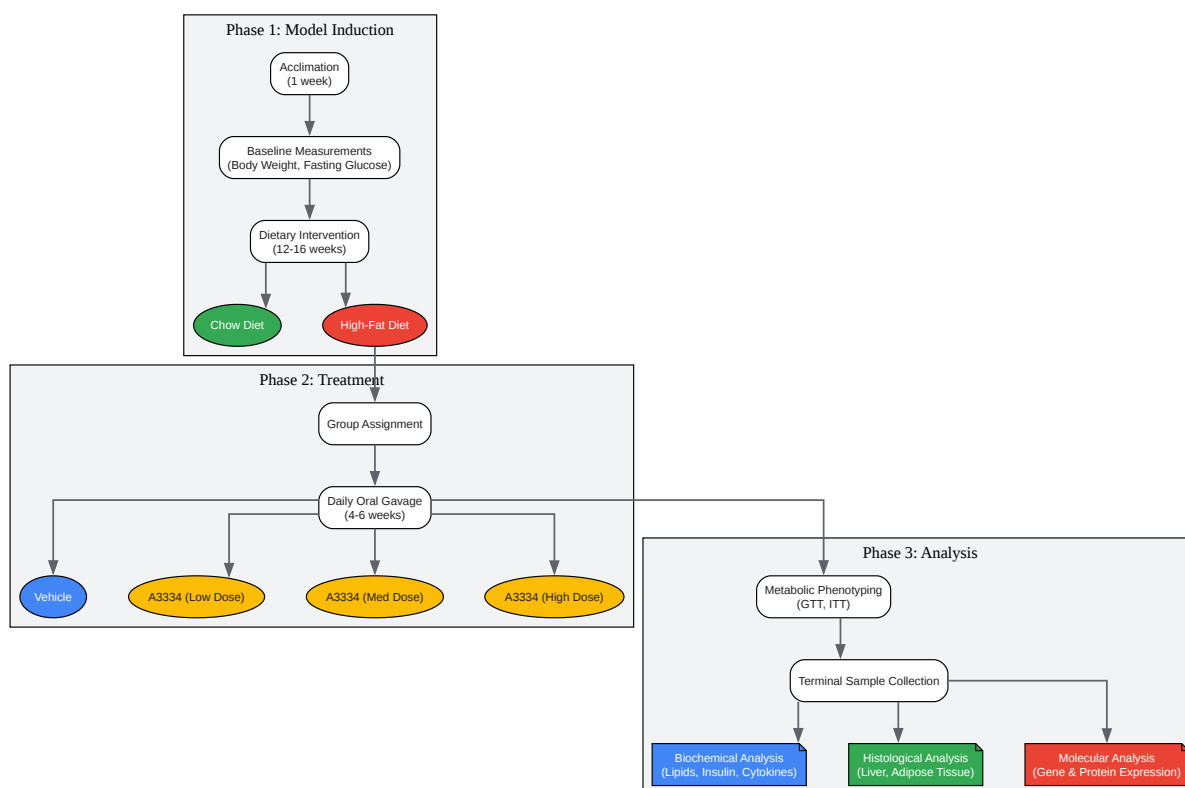 Phase 1: Model Induction
Acclimation
(1 week)
Baseline Measurements
(Body Weight, Fasting Glucose)
Dietary Intervention
(12-16 weeks)
Chow Diet
High-Fat Diet
Phase 2: Treatment
Group Assignment
Daily Oral Gavage
(4-6 weeks)
Vehicle
A3334 (Low Dose)
A3334 (Med Dose)
A3334 (High Dose)
Phase 3: Analysis
Metabolic Phenotyping
(GTT, ITT)
Terminal Sample Collection
Biochemical Analysis
(Lipids, Insulin, Cytokines)
Histological Analysis
(Liver, Adipose Tissue)
Molecular Analysis
(Gene & Protein Expression)